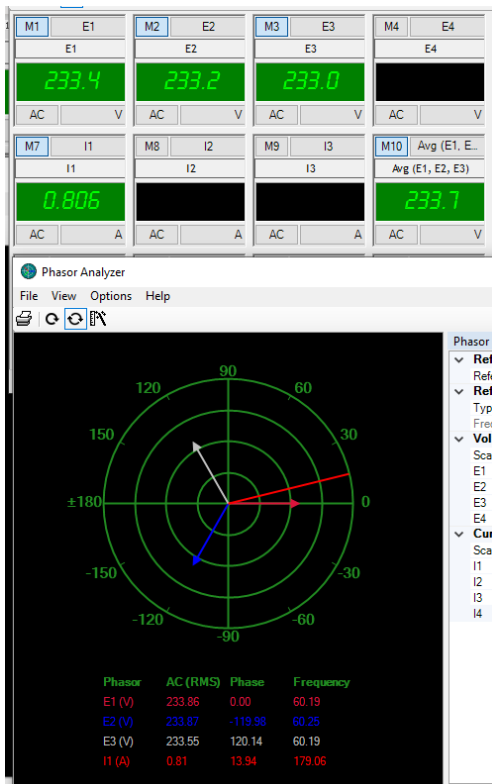 M1 E1 M2 E2 M3 E3 M4 E4
E1 E2 E3 E4
233.4 233.2 233.0
AC V AC V AC V AC V
M7 I1 M8 I2 M9 I3 M10 Avg (E1, E...
I1 I2 I3 Avg (E1, E2, E3)
0.806 233.7
AC A AC A AC A AC V
Phasor Analyzer
File View Options Help
Phasor
Ref
Refe
Ref
Typ
Freq
Vol
Sca
E1
E2
E3
E4
Cur
Sca
I1
I2
I3
I4
90
120 60
150 30
±180 0
-150 -30
-120 -60
-90
Phasor AC (RMS) Phase Frequency
E1 (V) 233.86 0.00 60.19
E2 (V) 233.87 -119.98 60.25
E3 (V) 233.55 120.14 60.19
I1 (A) 0.81 13.94 179.06